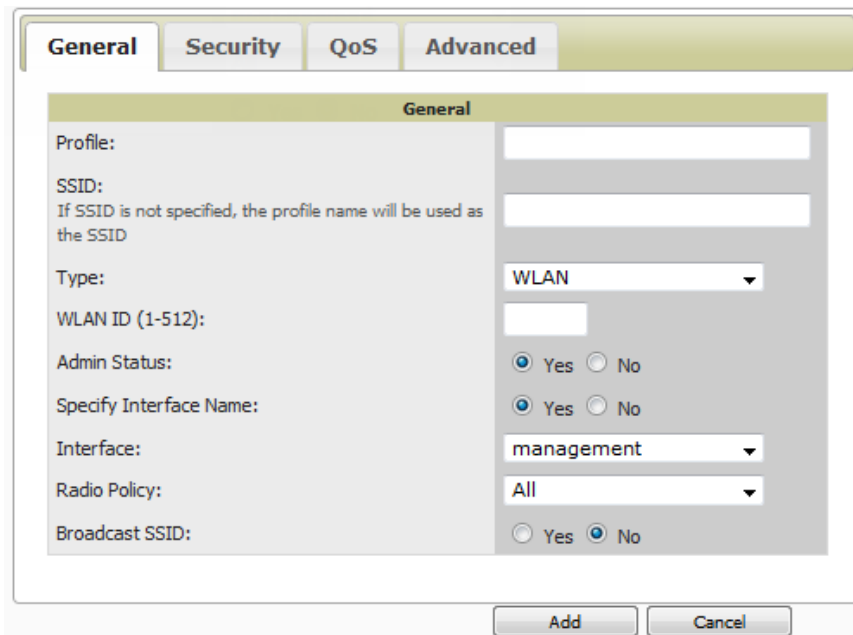 General Security QoS Advanced
General
Profile:
SSID:
If SSID is not specified, the profile name will be used as
the SSID
Type: WLAN
WLAN ID (1-512):
Admin Status: Yes No
Specify Interface Name: Yes No
Interface: management
Radio Policy: All
Broadcast SSID: Yes No
Add Cancel